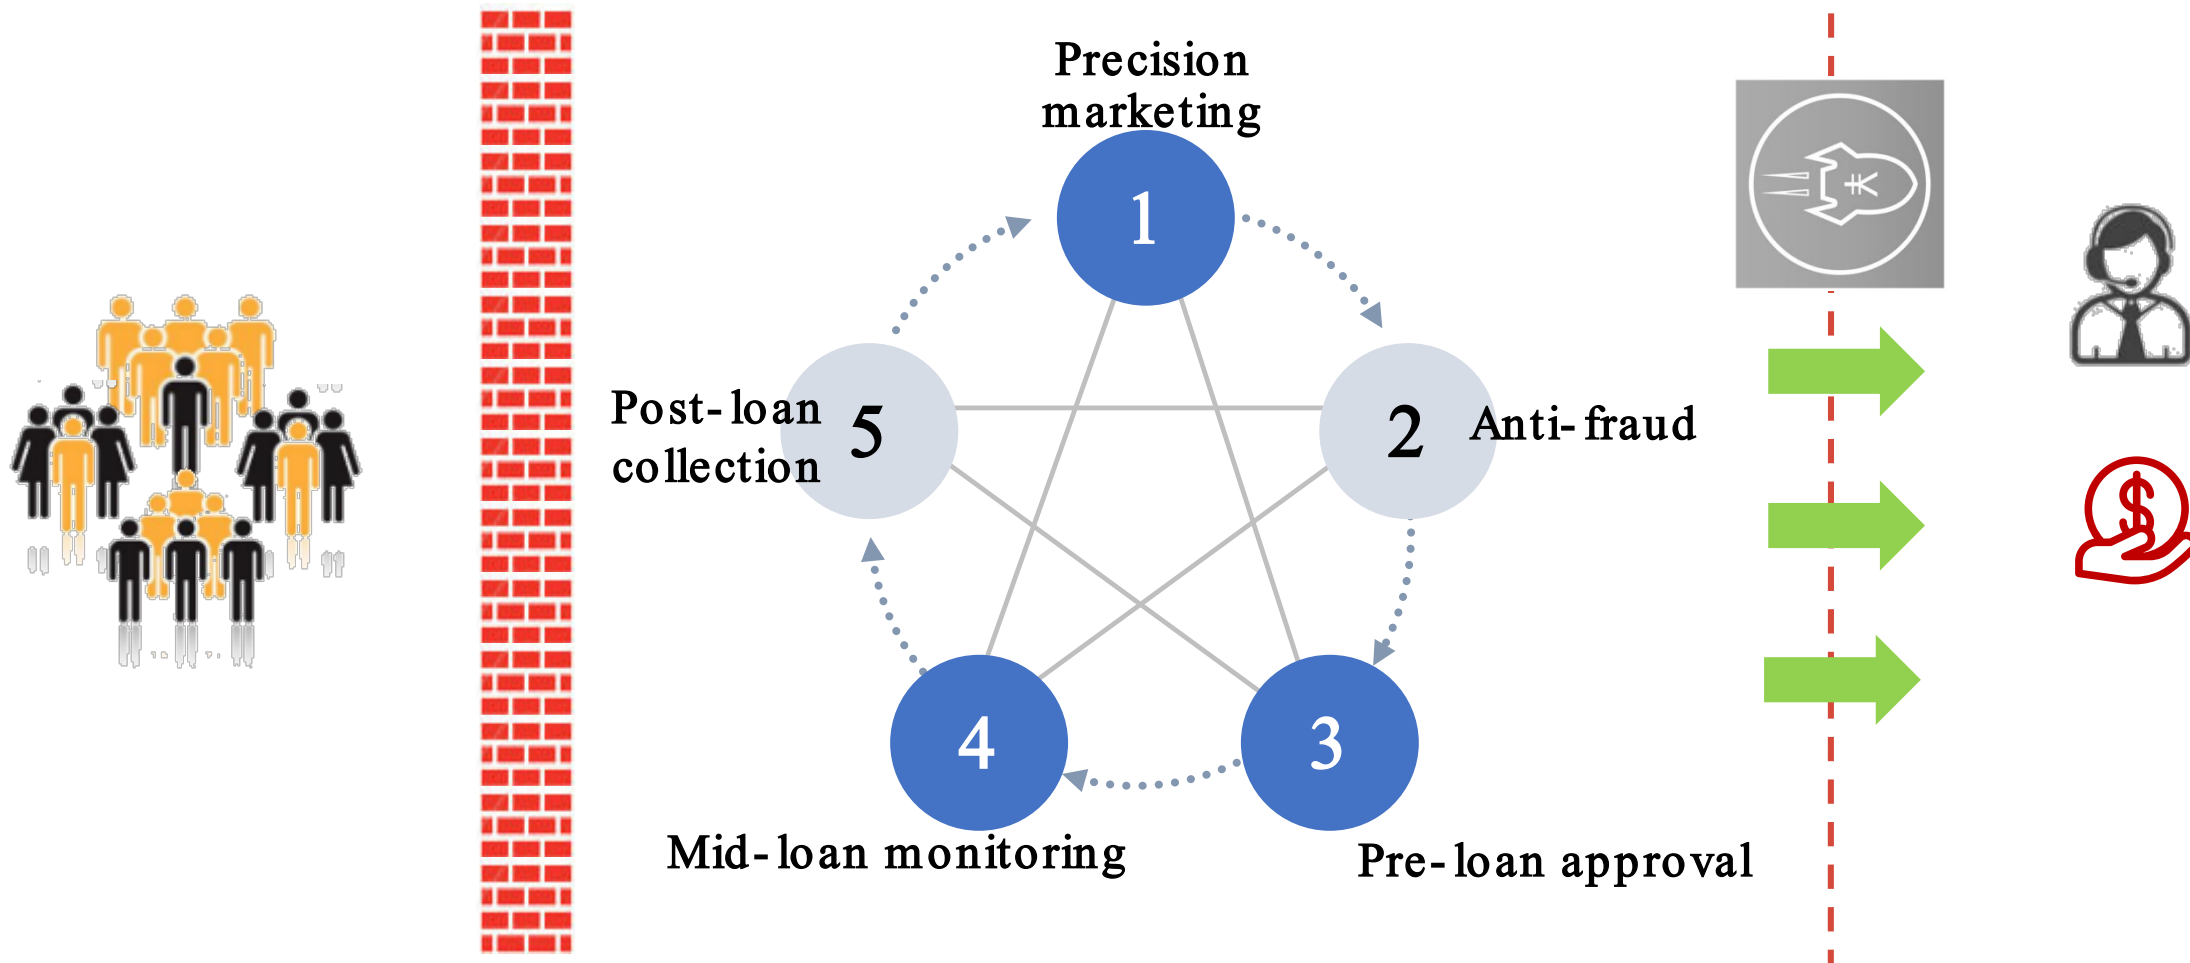 Precision
marketing
1
Post-loan
collection
5
2
Anti-fraud
4
3
Mid-loan monitoring
Pre-loan approval
¥
$